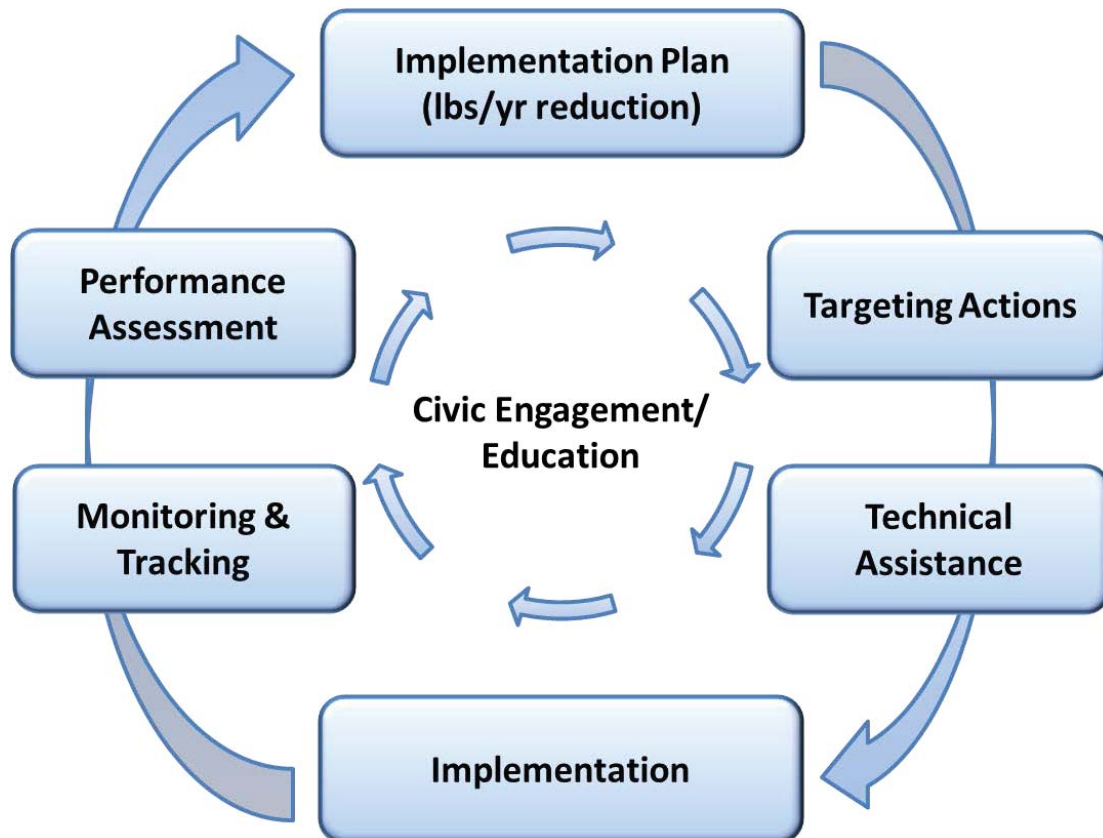 Implementation Plan
(lbs/yr reduction)
Performance
Assessment
Targeting Actions
Civic Engagement/
Education
Monitoring &
Tracking
Technical
Assistance
Implementation